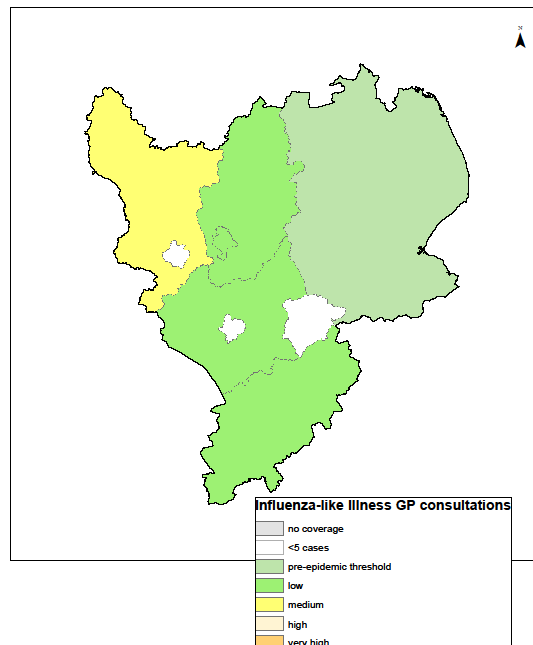 N
Influenza-like Illness GP consultations
no coverage
<5 cases
pre-epidemic threshold
low
medium
high
very high